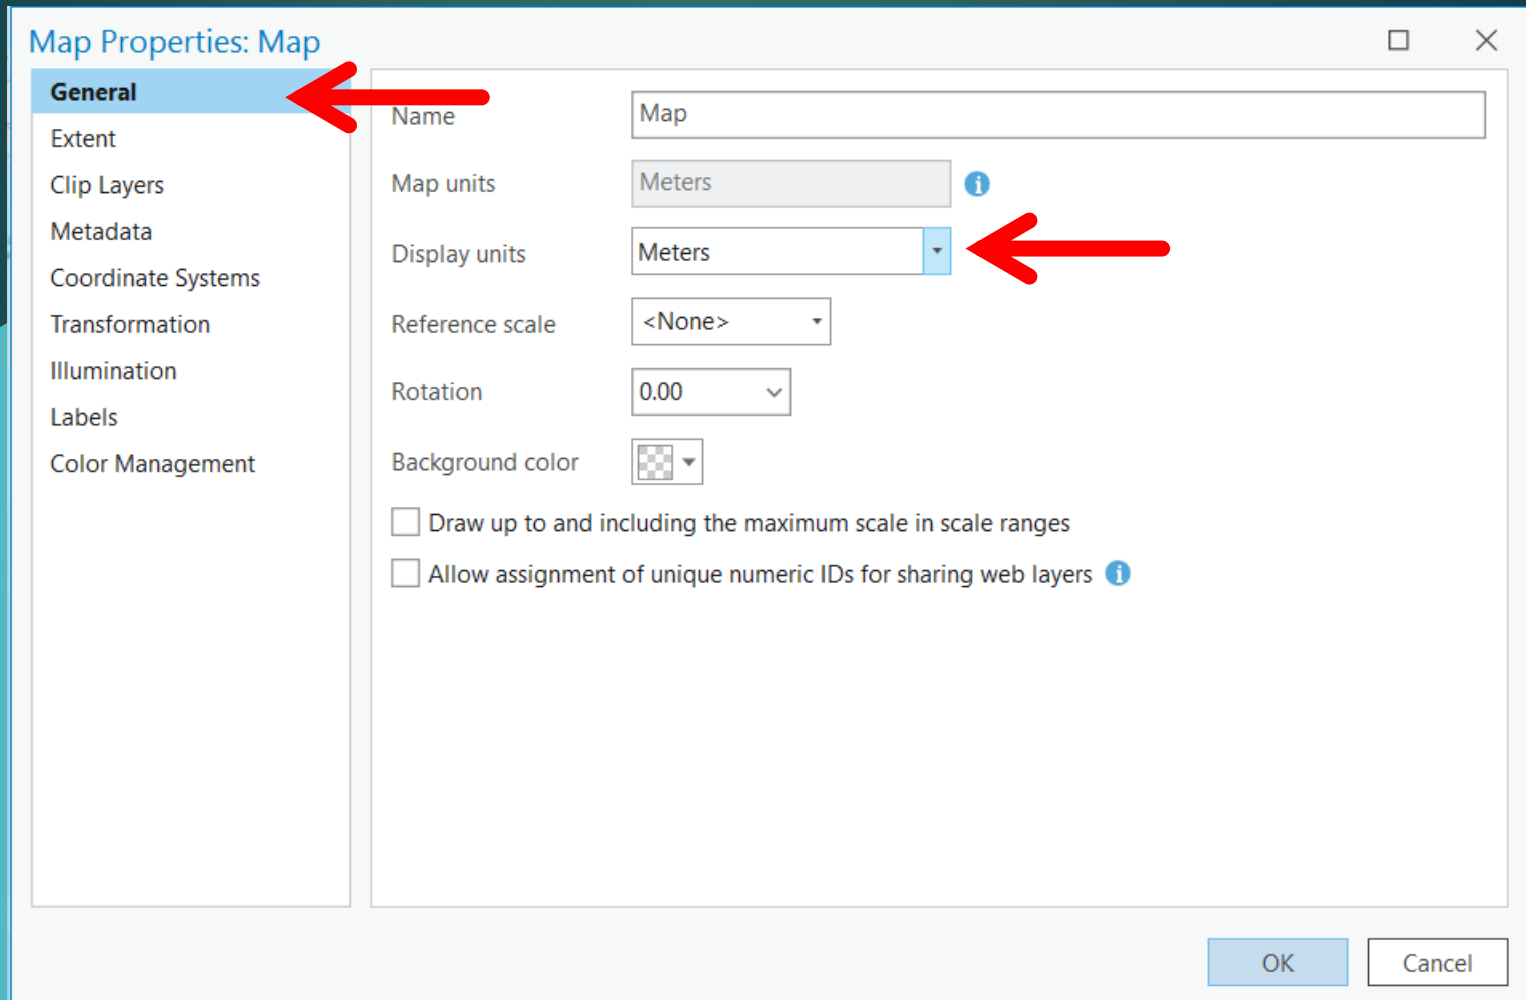 Map Properties: Map
General
Extent
Clip Layers
Metadata
Coordinate Systems
Transformation
Illumination
Labels
Color Management
Name Map
Map units Meters
Display units Meters
Reference scale <None>
Rotation 0.00
Background color
Draw up to and including the maximum scale in scale ranges
Allow assignment of unique numeric IDs for sharing web layers
OK Cancel